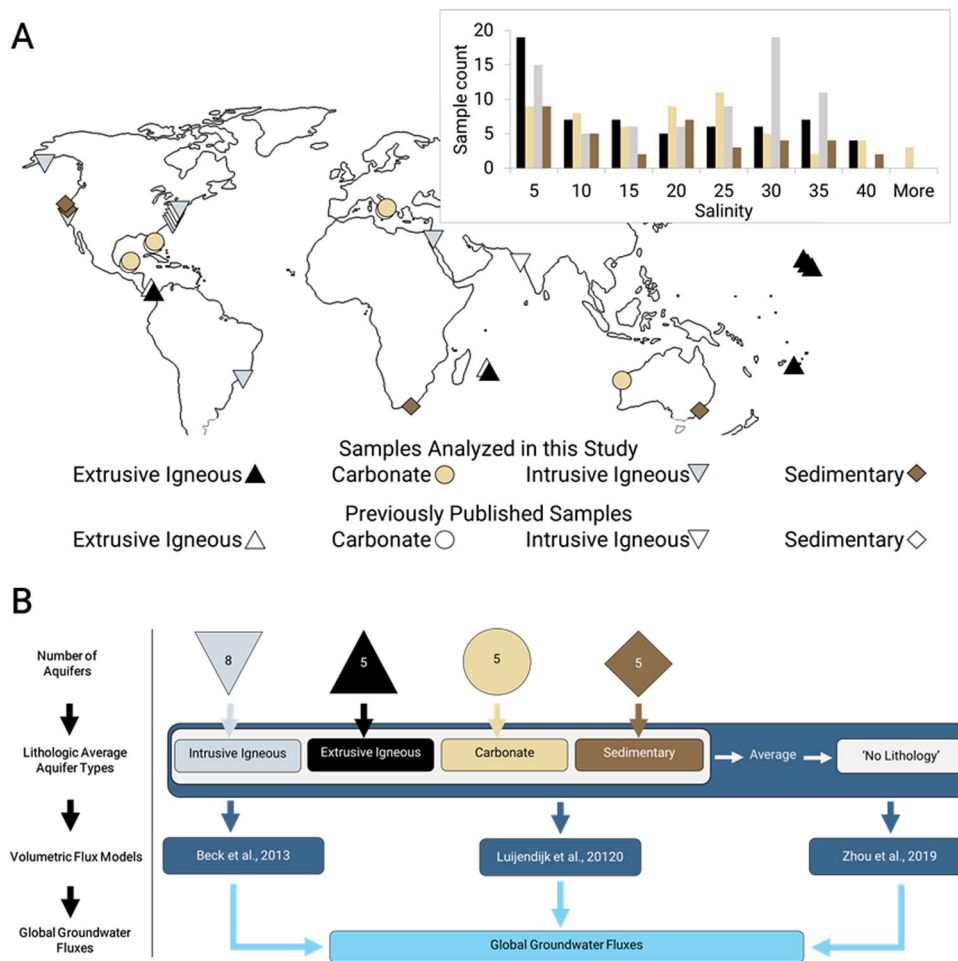 A
20
15
10
5
0
Sample count
5 10 15 20 25 30 35 40 More
Salinity
Samples Analyzed in this Study
Extrusive Igneous Carbonate Intrusive Igneous Sedimentary
Previously Published Samples
Extrusive Igneous Carbonate Intrusive Igneous Sedimentary
B
Number of
Aquifers
8 5 5 5
Lithologic Average
Aquifer Types
Intrusive Igneous Extrusive Igneous Carbonate Sedimentary Average 'No Lithology'
Volumetric Flux Models
Beck et al., 2013 Luijendijk et al., 20120 Zhou et al., 2019
Global Groundwater
Fluxes
Global Groundwater Fluxes